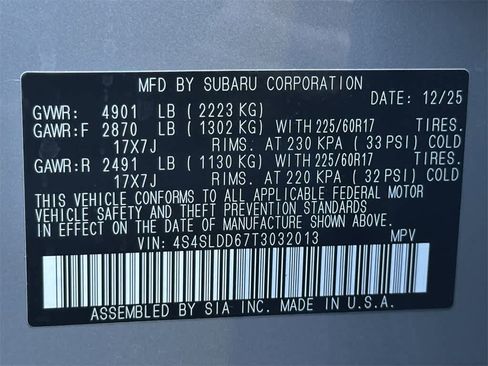 MFD BY SUBARU CORPORATION
GVWR: 4901 LB ( 2223 KG) DATE: 12/25
GAWR:F 2870 LB ( 1302 KG) WITH 225/60R17 TIRES.
17X7J RIMS. AT 230 KPA ( 33 PSI) COLD
GAWR:R 2491 LB ( 1130 KG) WITH 225/60R17 TIRES.
17X7J RIMS. AT 220 KPA ( 32 PSI) COLD
THIS VEHICLE CONFORMS TO ALL APPLICABLE FEDERAL MOTOR
VEHICLE SAFETY AND THEFT PREVENTION STANDARDS
IN EFFECT ON THE DATE OF MANUFACTURE SHOWN ABOVE.
VIN: 4S4SLDD67T3032013 MPV
ASSEMBLED BY SIA INC. MADE IN U.S.A.